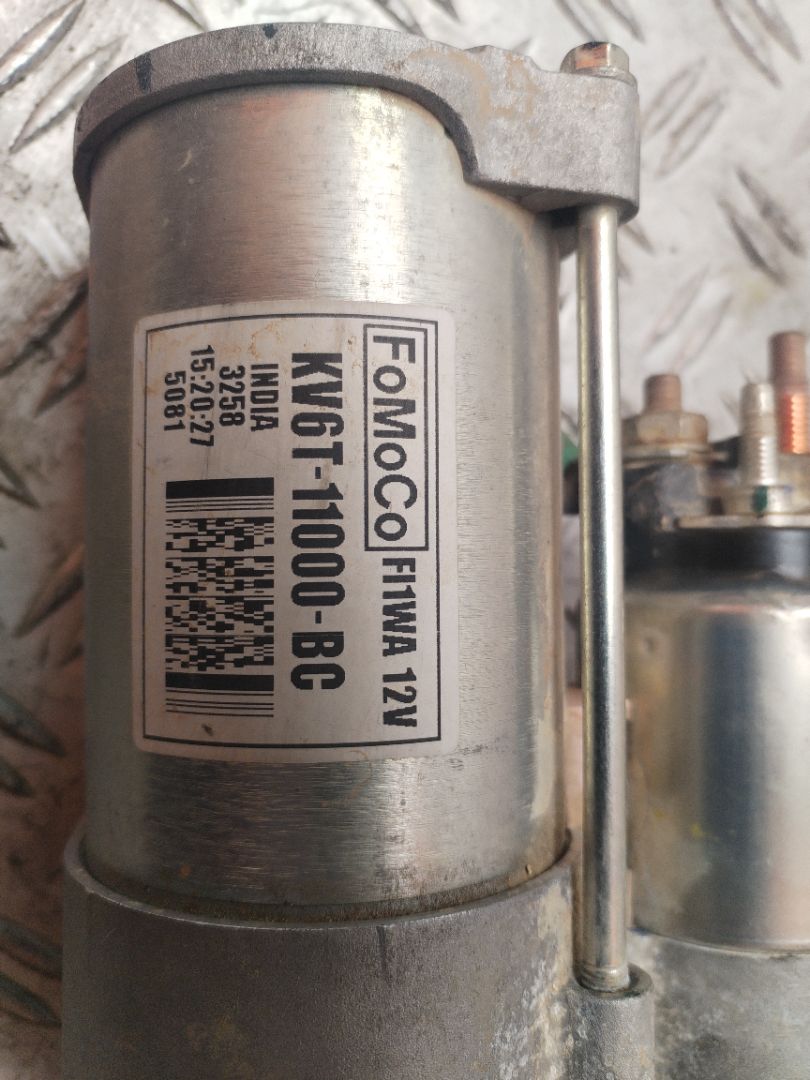 FoMoCo FI1WA 12V
KV6T-11000-BC
INDIA
3258
15:20:27
5081